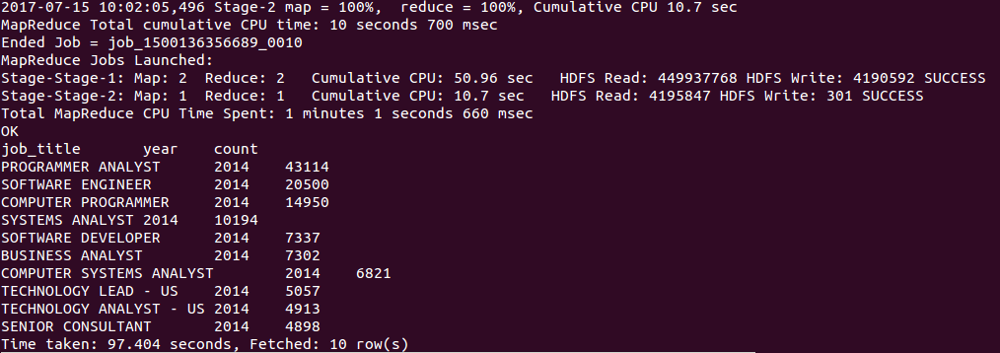 2017-07-15 10:02:05,496 Stage-2 map = 100%,  reduce = 100%, Cumulative CPU 10.7 sec
MapReduce Total cumulative CPU time: 10 seconds 700 msec
Ended Job = job_1500136356689_0010
MapReduce Jobs Launched:
Stage-Stage-1: Map: 2  Reduce: 2   Cumulative CPU: 50.96 sec   HDFS Read: 449937768 HDFS Write: 4190592 SUCCESS
Stage-Stage-2: Map: 1  Reduce: 1   Cumulative CPU: 10.7 sec   HDFS Read: 4195847 HDFS Write: 301 SUCCESS
Total MapReduce CPU Time Spent: 1 minutes 1 seconds 660 msec
OK
job_title	year	count
PROGRAMMER ANALYST	2014	43114
SOFTWARE ENGINEER	2014	20500
COMPUTER PROGRAMMER	2014	14950
SYSTEMS ANALYST	2014	10194
SOFTWARE DEVELOPER	2014	7337
BUSINESS ANALYST	2014	7302
COMPUTER SYSTEMS ANALYST	2014	6821
TECHNOLOGY LEAD - US	2014	5057
TECHNOLOGY ANALYST - US	2014	4913
SENIOR CONSULTANT	2014	4898
Time taken: 97.404 seconds, Fetched: 10 row(s)